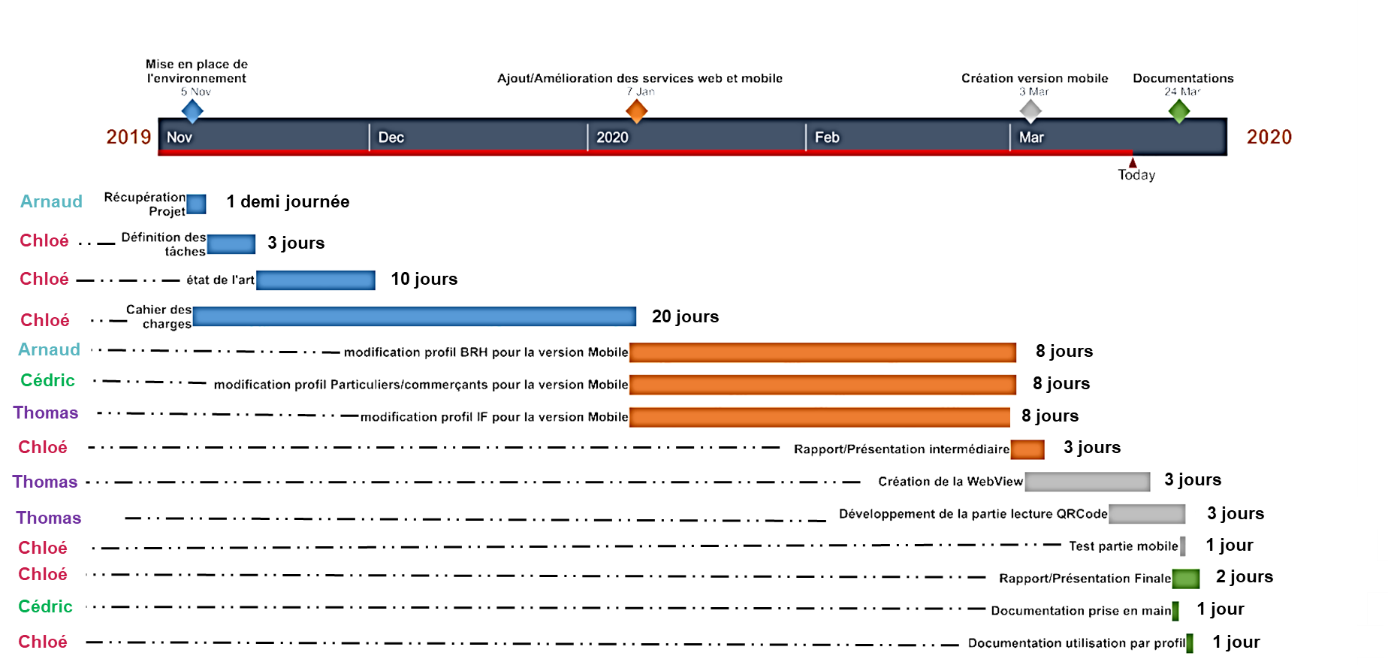 Mise en place de
l'environnement
5 Nov
Ajout/Amélioration des services web et mobile
7 Jan
Création version mobile
3 Mar
Documentations
24 Mar
2019 Nov Dec 2020 Feb Mar 2020
Today
Arnaud Récupération
Projet 1 demi journée
Chloé Définition des
tâches 3 jours
Chloé état de l'art 10 jours
Chloé Cahier des
charges 20 jours
Arnaud modification profil BRH pour la version Mobile 8 jours
Cédric modification profil Particuliers/commerçants pour la version Mobile 8 jours
Thomas modification profil IF pour la version Mobile 8 jours
Chloé Rapport/Présentation intermédiaire 3 jours
Thomas Création de la WebView 3 jours
Thomas Développement de la partie lecture QRCode 3 jours
Chloé Test partie mobile 1 jour
Chloé Rapport/Présentation Finale 2 jours
Cédric Documentation prise en main 1 jour
Chloé Documentation utilisation par profil 1 jour